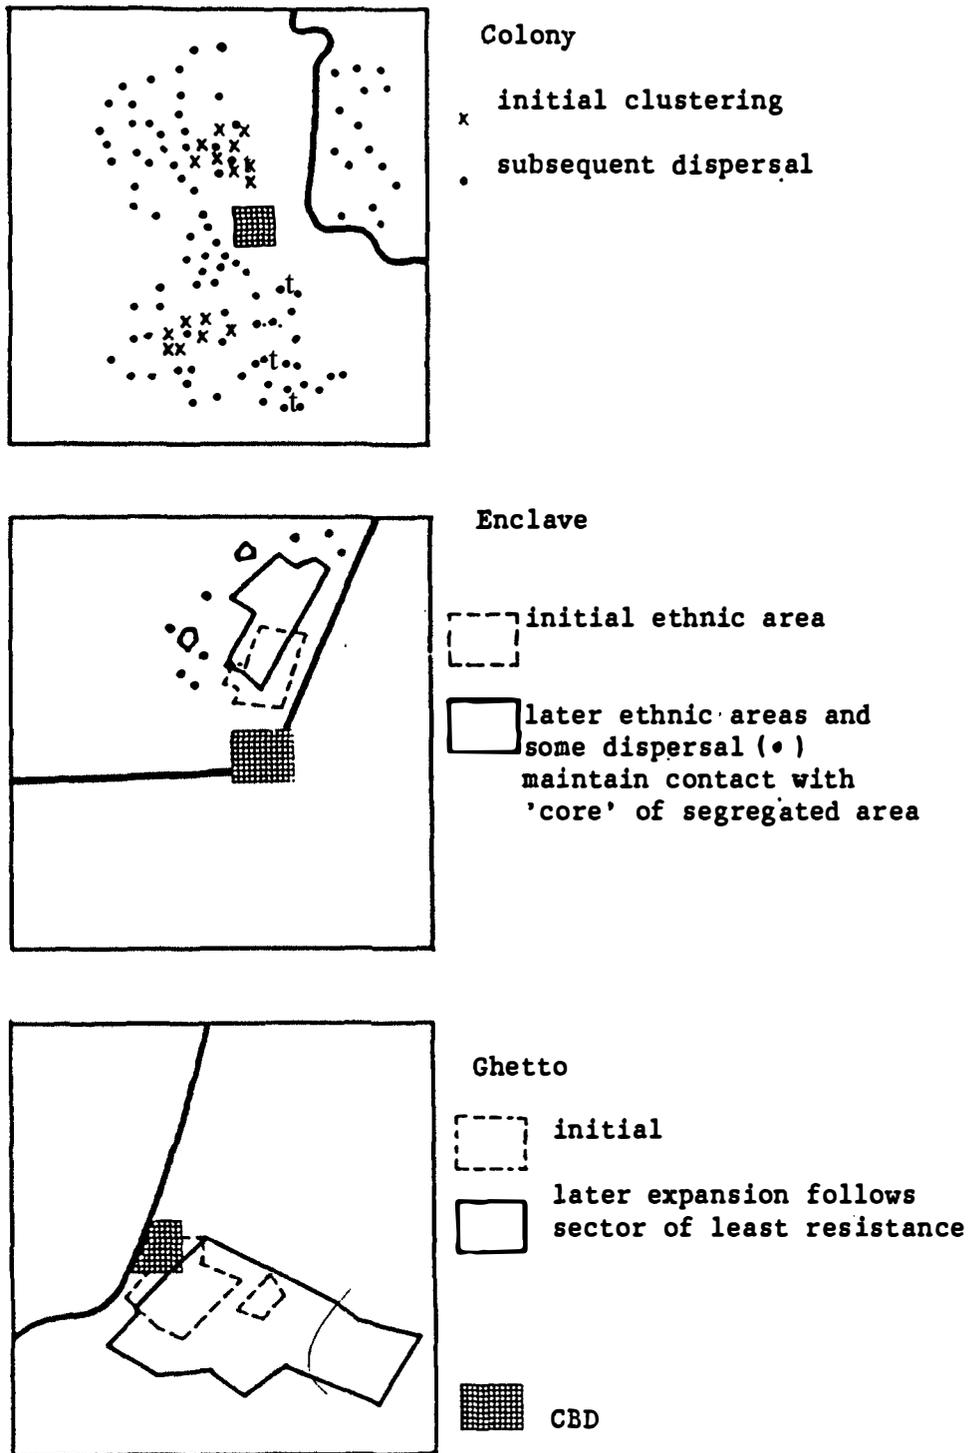 Colony
x initial clustering
• subsequent dispersal
t
t
t
Enclave
initial ethnic area
later ethnic areas and
some dispersal (•)
maintain contact with
'core' of segregated area
Ghetto
initial
later expansion follows
sector of least resistance
CBD